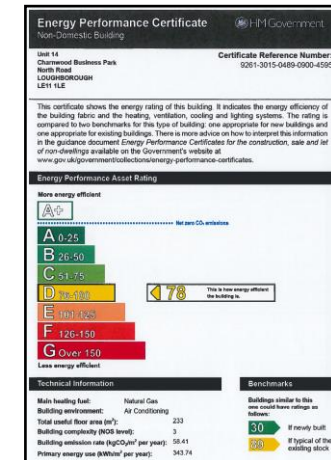 Energy Performance Certificate
HM Government
Non-Domestic Building
Unit 14
Charnwood Business Park
North Road
LOUGHBOROUGH
LE11 1LE
Certificate Reference Number:
9261-3015-0489-0900-4595
This certificate shows the energy rating of this building. It indicates the energy efficiency of
the building fabric and the heating, ventilation, cooling and lighting systems. The rating is
compared to two benchmarks for this type of building: one appropriate for new buildings and
one appropriate for existing buildings. There is more advice on how to interpret this information
in the guidance document Energy Performance Certificates for the construction, sale and let
of non-dwellings available on the Government's website at
www.gov.uk/government/collections/energy-performance-certificates.
Energy Performance Asset Rating
More energy efficient
A+
Net zero CO₂ emissions
A 0-25
B 26-50
C 51-75
D 76-100
78
This is how energy efficient
the building is.
E 101-125
F 126-150
G Over 150
Less energy efficient
Technical Information
Main heating fuel: Natural Gas
Building environment: Air Conditioning
Total useful floor area (m²): 233
Building complexity (NOS level): 3
Building emission rate (kgCO₂/m² per year): 58.41
Primary energy use (kWh/m² per year): 343.74
Benchmarks
Buildings similar to this
one could have ratings as
follows:
30 If newly built
If typical of the
existing stock